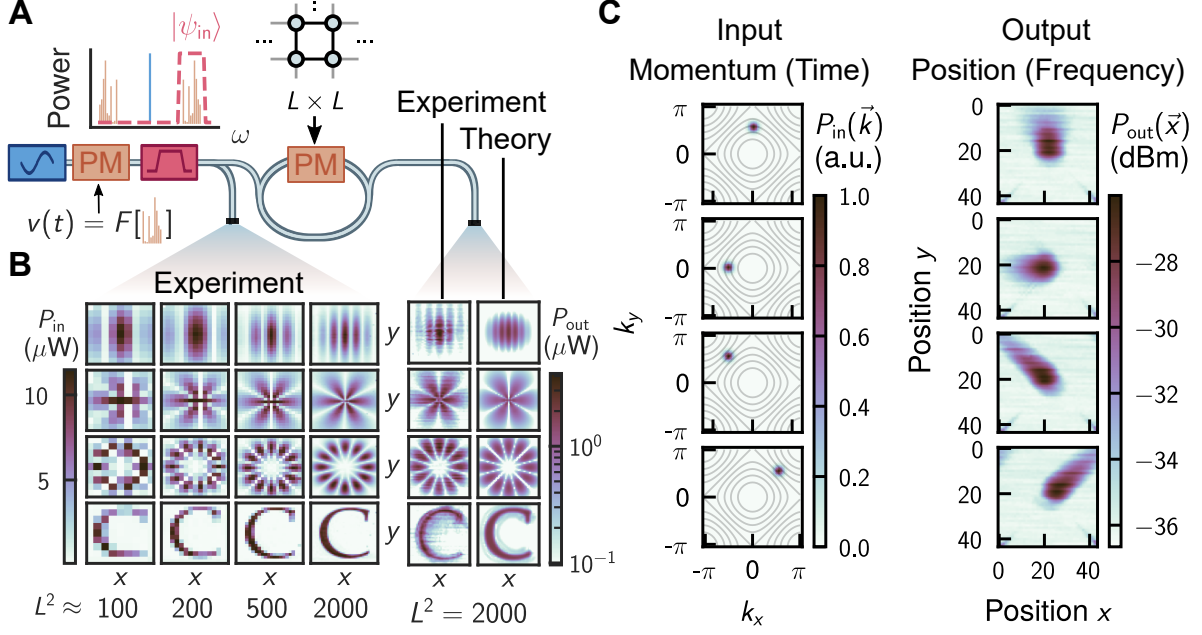 A
Power
|ψin⟩
ω
...
...
L × L
Experiment
Theory
PM
PM
v(t) = F[ ]
B
Experiment
Pin
(μW)
10
5
y
y
y
y
Pout
(μW)
10⁰
10⁻¹
x x x x x x
L² ≈ 100 200 500 2000 L² = 2000
C
Input
Momentum (Time)
Output
Position (Frequency)
π
0
-π
π
0
-π
π
0
-π
π
0
-π
ky
-π 0 π
kx
Pin(k⃗)
(a.u.)
1.0
0.8
0.6
0.4
0.2
0.0
Position y
0
20
40
0
20
40
0
20
40
0
20
40
0 20 40
Position x
Pout(x⃗)
(dBm)
−28
−30
−32
−34
−36